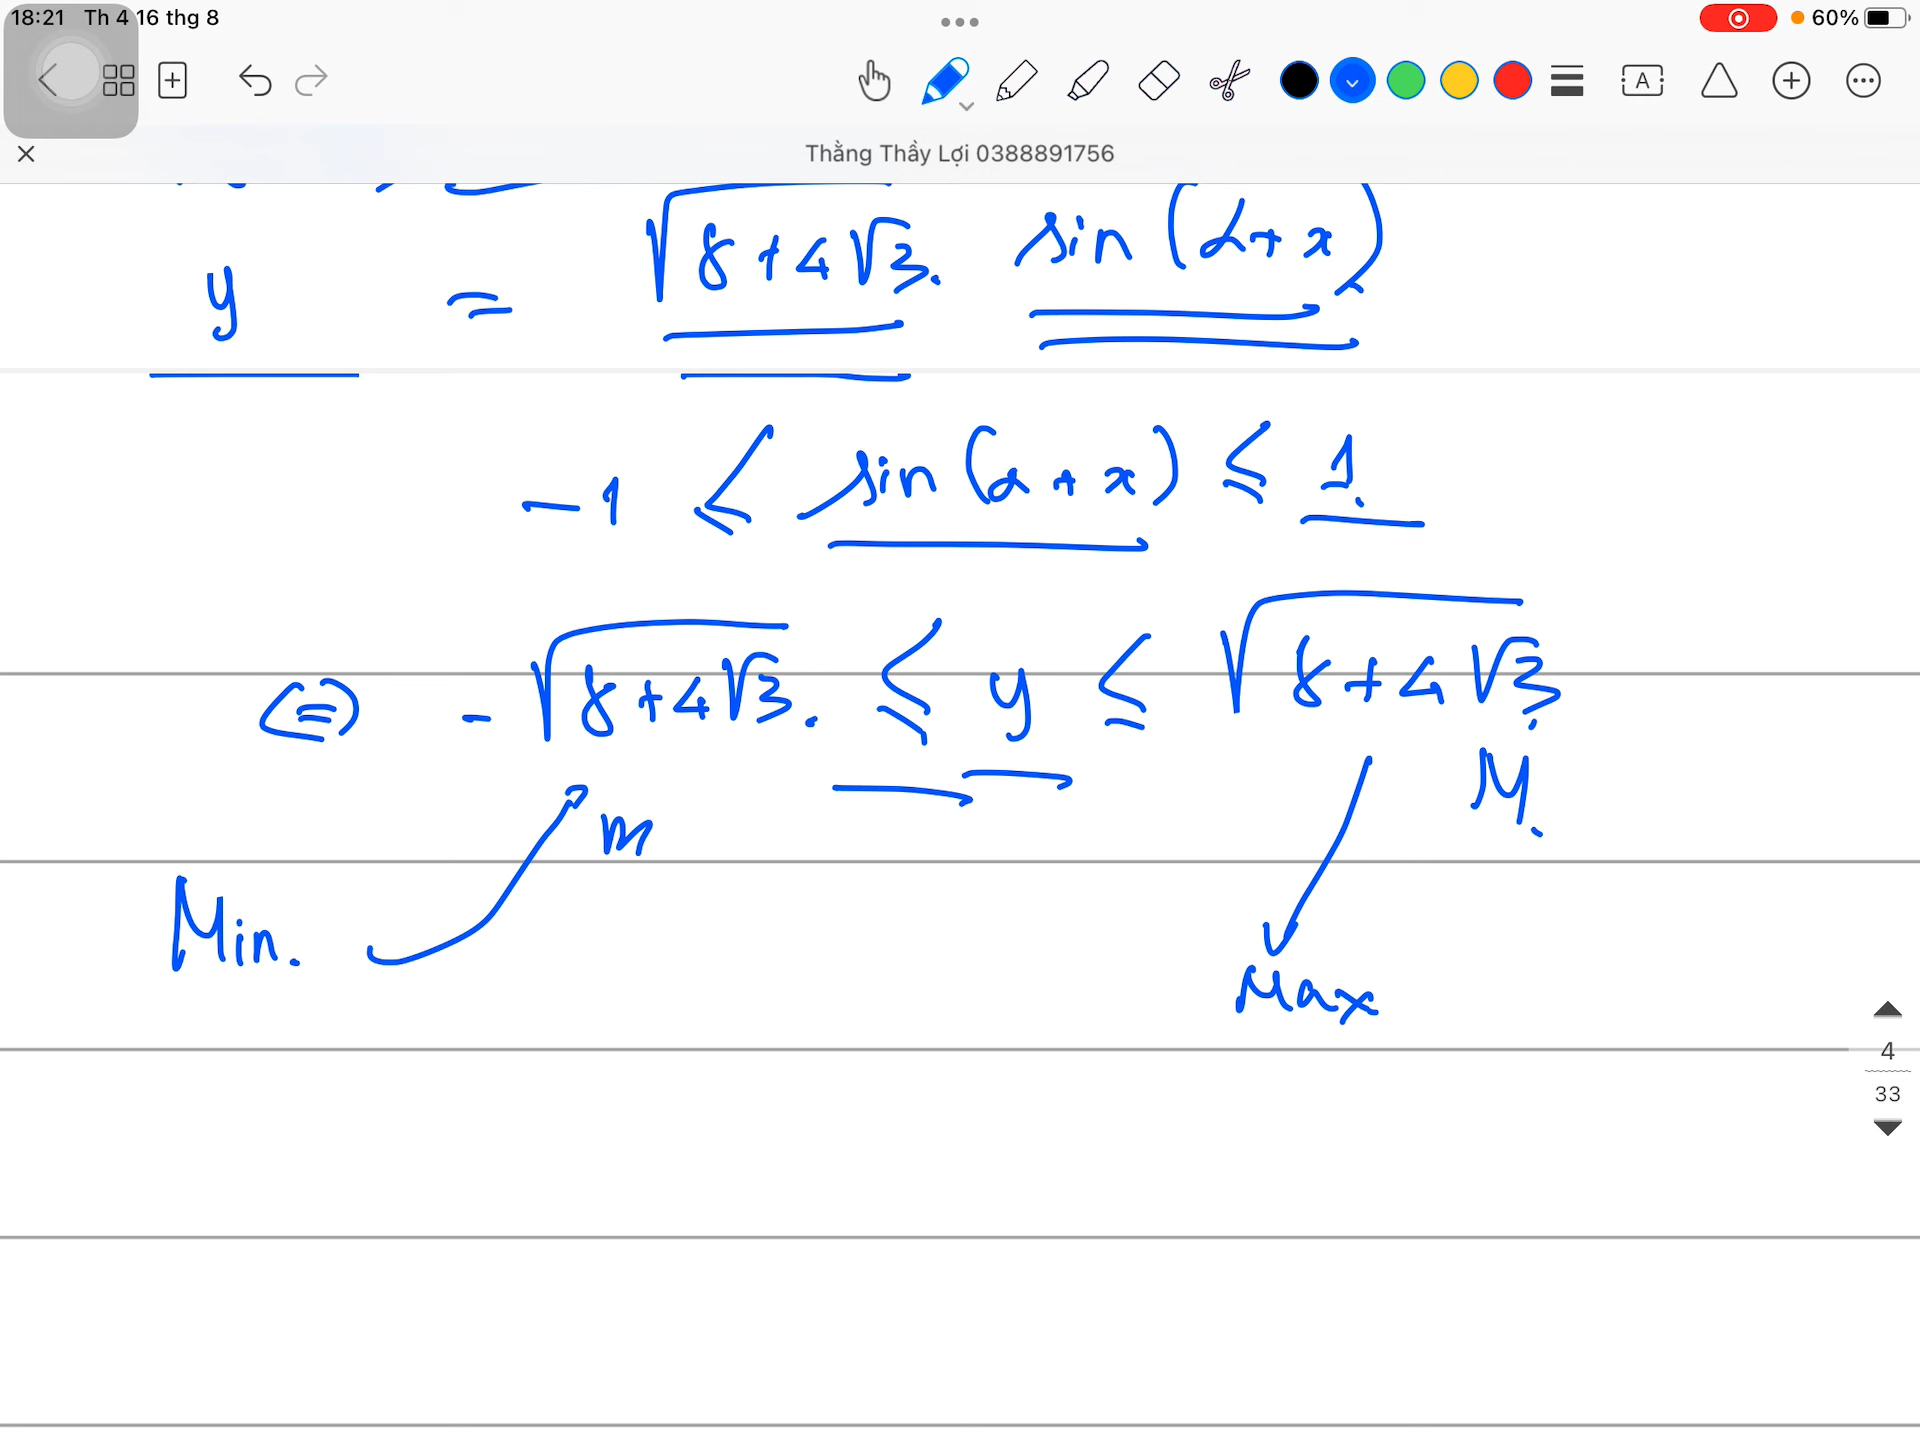 18:21 Th 4 16 thg 8 60%
A
Thằng Thầy Lợi 0388891756
y = √(8+4√3). sin(α+x)
-1 ≤ sin(α+x) ≤ 1.
(=) -√(8+4√3). ≤ y ≤ √(8+4√3).
m M.
Min.
Max
4
33